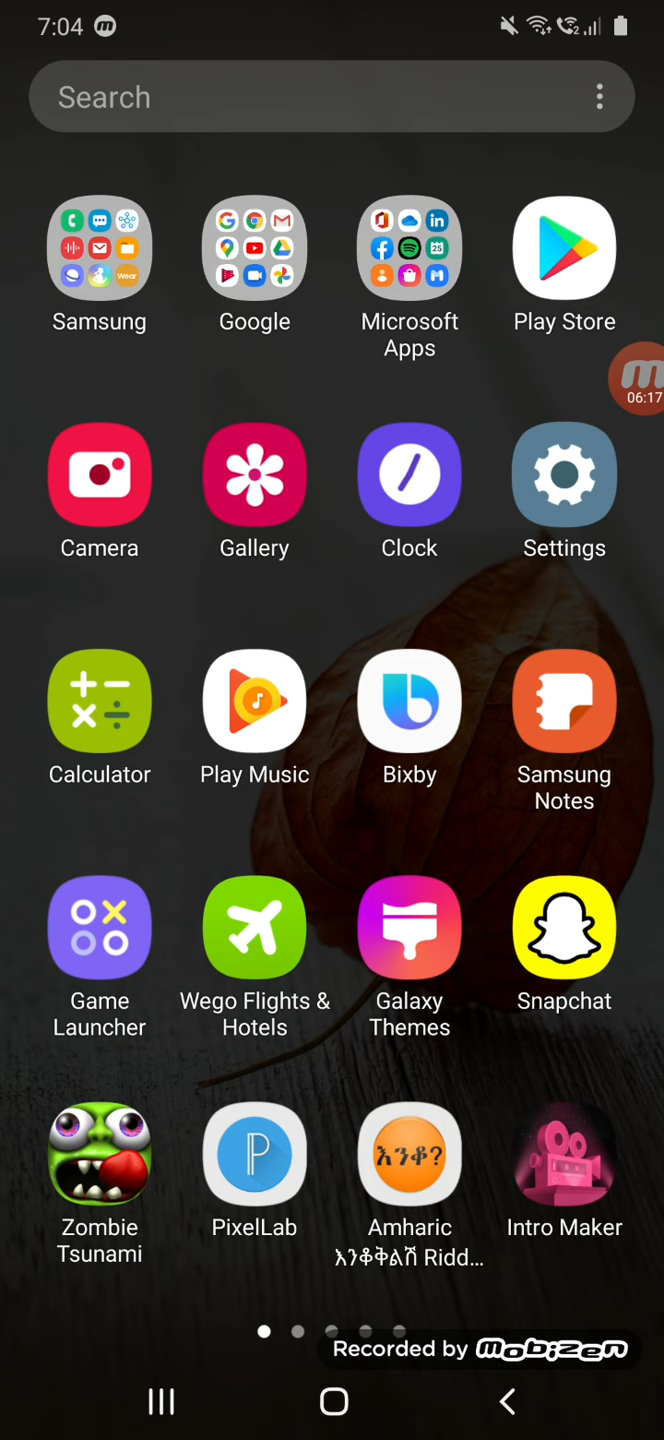 7:04
Search
Wear
Samsung
Google
Microsoft
Apps
Play Store
06:17
Camera
Gallery
Clock
Settings
Calculator
Play Music
Bixby
Samsung
Notes
Game
Launcher
Wego Flights &
Hotels
Galaxy
Themes
Snapchat
እንቆ?
Zombie
Tsunami
PixelLab
Amharic
እንቆቅልሽ Ridd...
Intro Maker
Recorded by mobizen